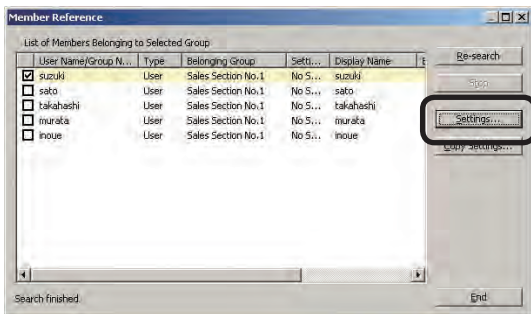 Member Reference
List of Members Belonging to Selected Group
User Name/Group N... Type Belonging Group Setti... Display Name E
suzuki User Sales Section No.1 No S... suzuki
sato User Sales Section No.1 No S... sato
takahashi User Sales Section No.1 No S... takahashi
murata User Sales Section No.1 No S... murata
inoue User Sales Section No.1 No S... inoue
Re-search
Stop
Settings...
Copy Settings...
Search finished.
End